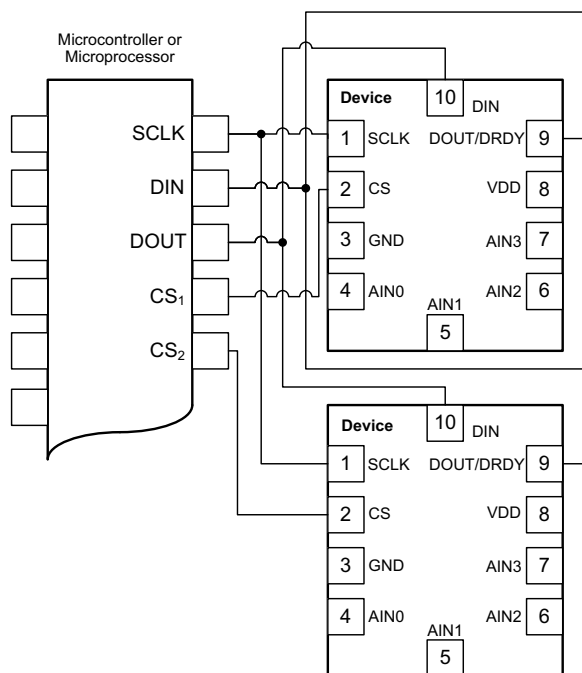 Microcontroller or
Microprocessor
SCLK
DIN
DOUT
CS₁
CS₂
Device
10 DIN
1 SCLK DOUT/DRDY 9
2 CS VDD 8
3 GND AIN3 7
4 AIN0 AIN2 6
AIN1
5
Device
10 DIN
1 SCLK DOUT/DRDY 9
2 CS VDD 8
3 GND AIN3 7
4 AIN0 AIN2 6
AIN1
5